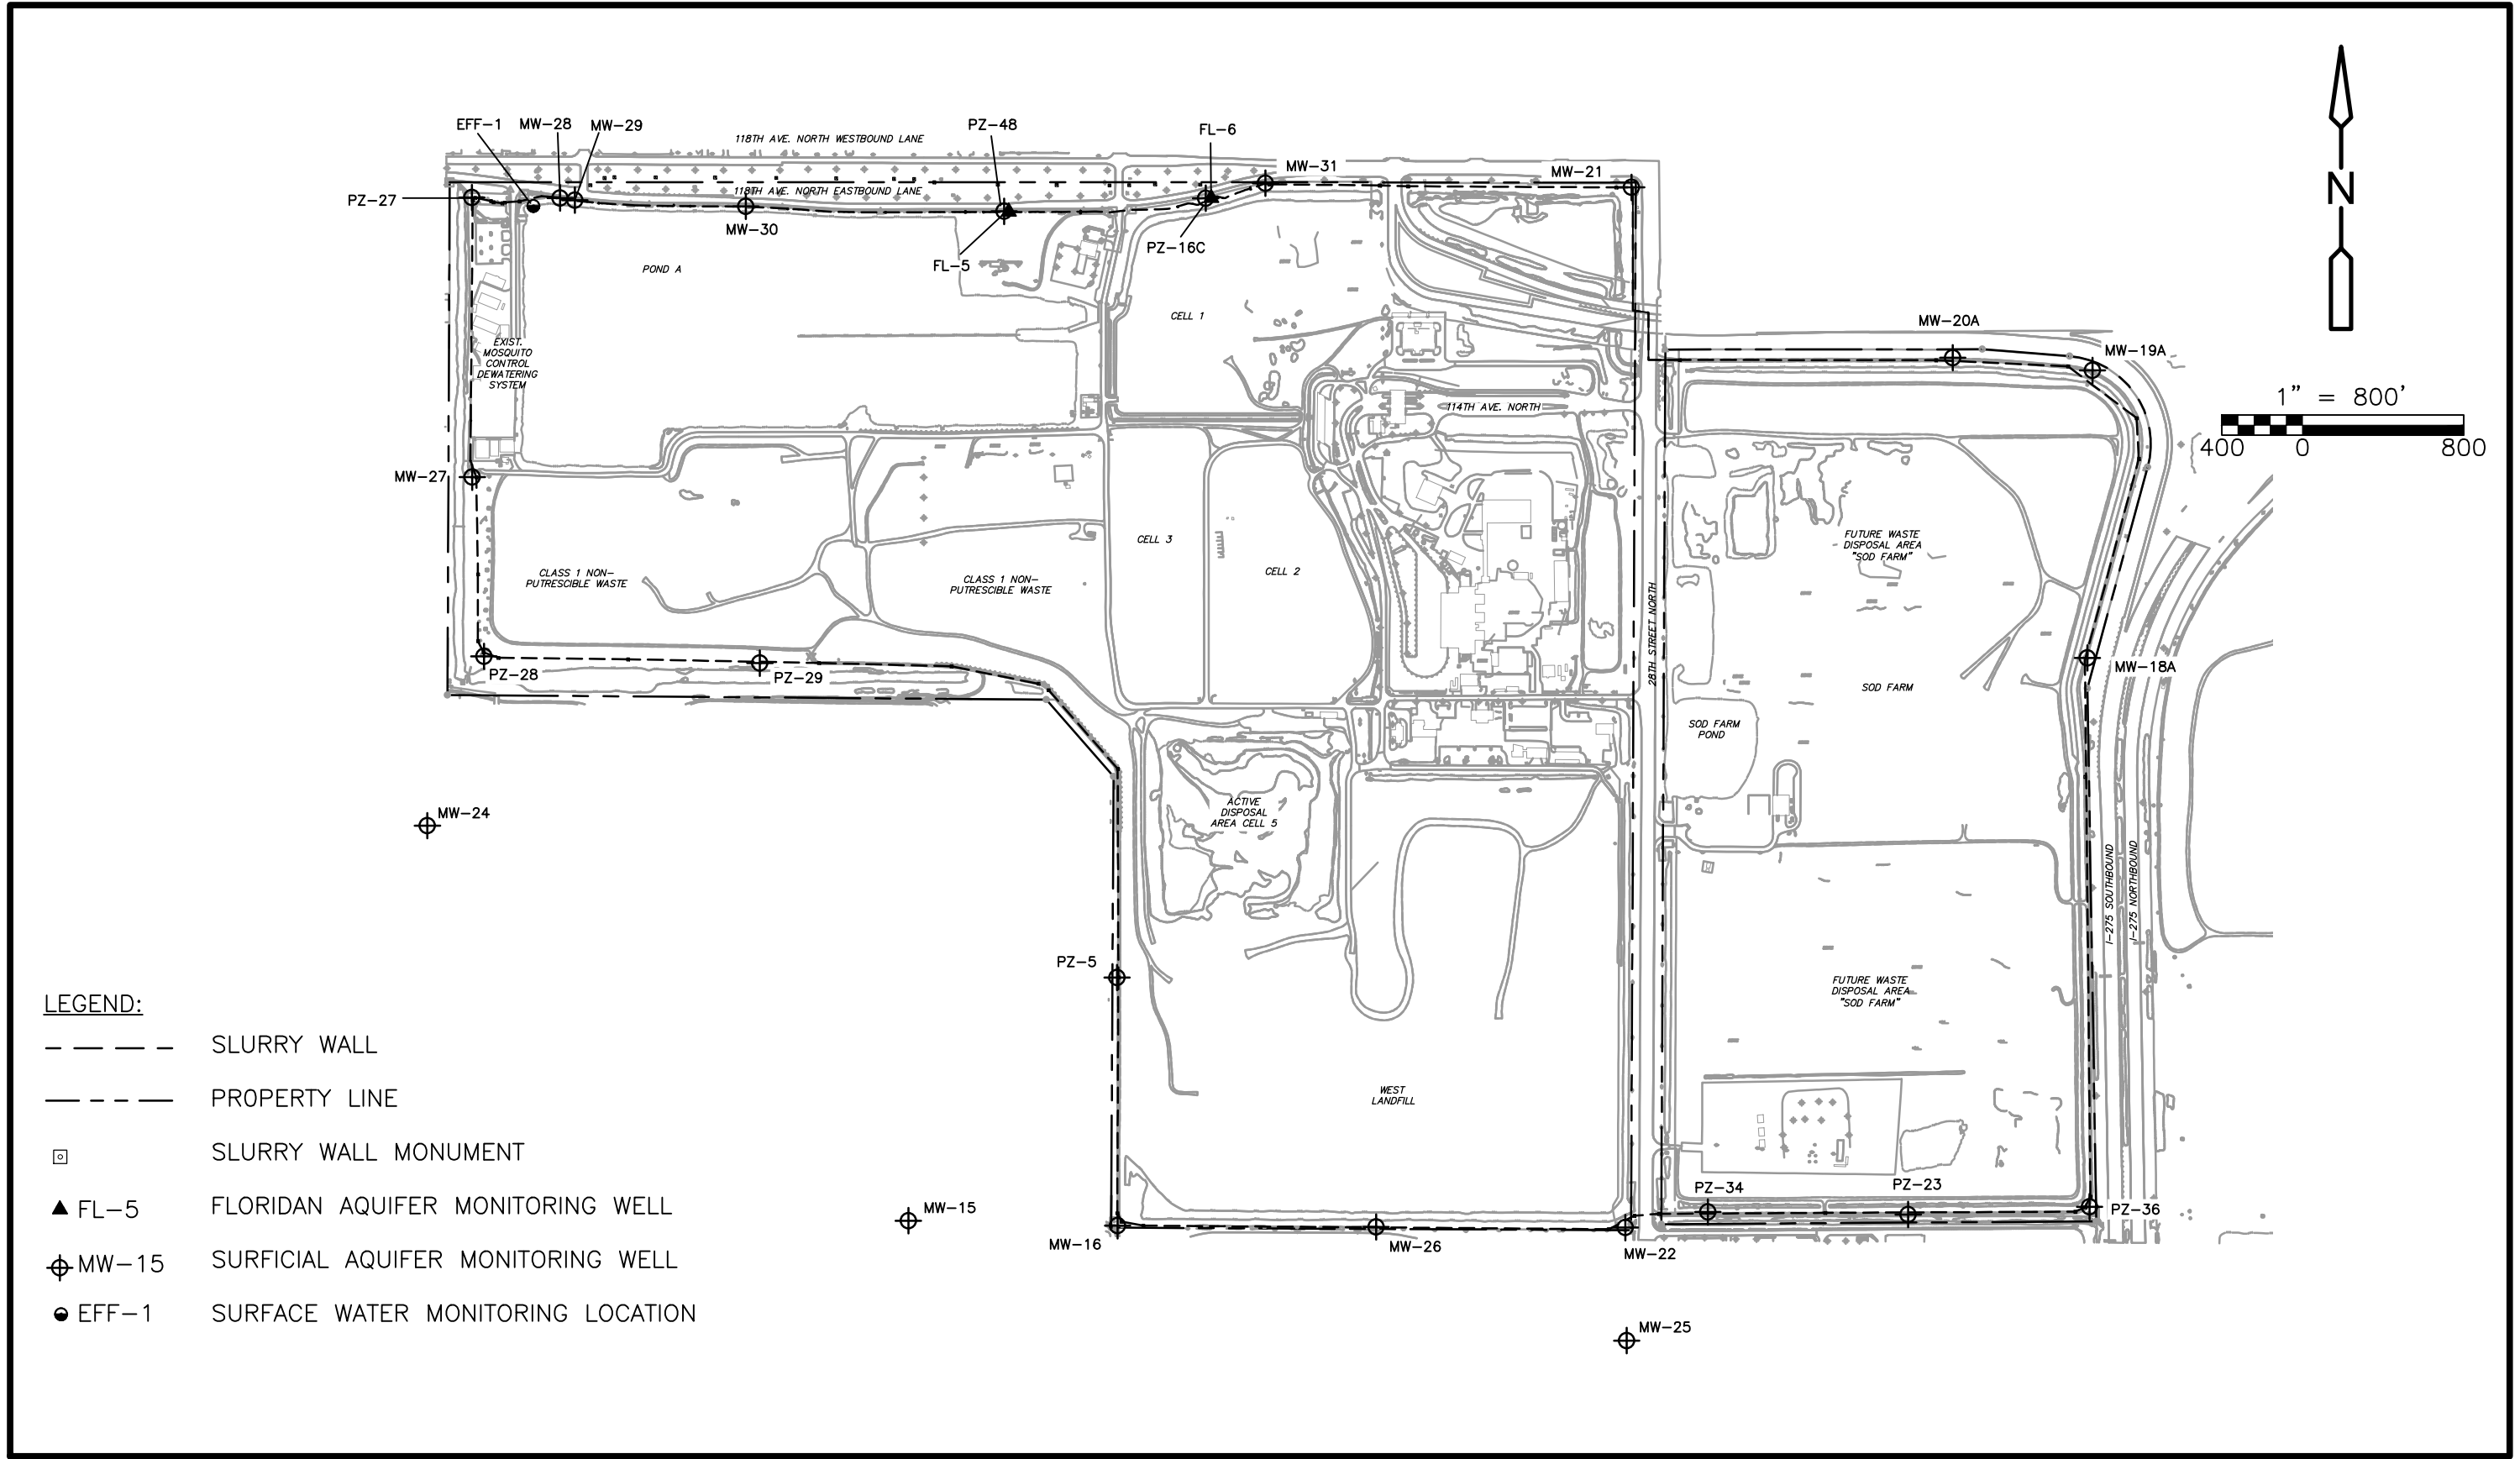 EFF-1
MW-28
MW-29
PZ-48
FL-6
118TH AVE. NORTH WESTBOUND LANE
MW-31
MW-21
118TH AVE. NORTH EASTBOUND LANE
PZ-27
N
MW-30
PZ-16C
FL-5
POND A
CELL 1
MW-20A
EXIST.
MOSQUITO
CONTROL
DEWATERING
SYSTEM
MW-19A
1" = 800'
114TH AVE. NORTH
400 0 800
MW-27
CELL 3
CELL 2
FUTURE WASTE
DISPOSAL AREA
"SOD FARM"
CLASS 1 NON-
PUTRESCIBLE WASTE
CLASS 1 NON-
PUTRESCIBLE WASTE
28TH STREET NORTH
MW-18A
PZ-28
PZ-29
SOD FARM
SOD FARM
POND
MW-24
ACTIVE
DISPOSAL
AREA CELL 5
I-275 SOUTHBOUND
I-275 NORTHBOUND
PZ-5
FUTURE WASTE
DISPOSAL AREA
"SOD FARM"
LEGEND:
SLURRY WALL
PROPERTY LINE
SLURRY WALL MONUMENT
FL-5 FLORIDAN AQUIFER MONITORING WELL
MW-15 SURFICIAL AQUIFER MONITORING WELL
EFF-1 SURFACE WATER MONITORING LOCATION
WEST
LANDFILL
PZ-34
PZ-23
PZ-36
MW-15
MW-16
MW-26
MW-22
MW-25